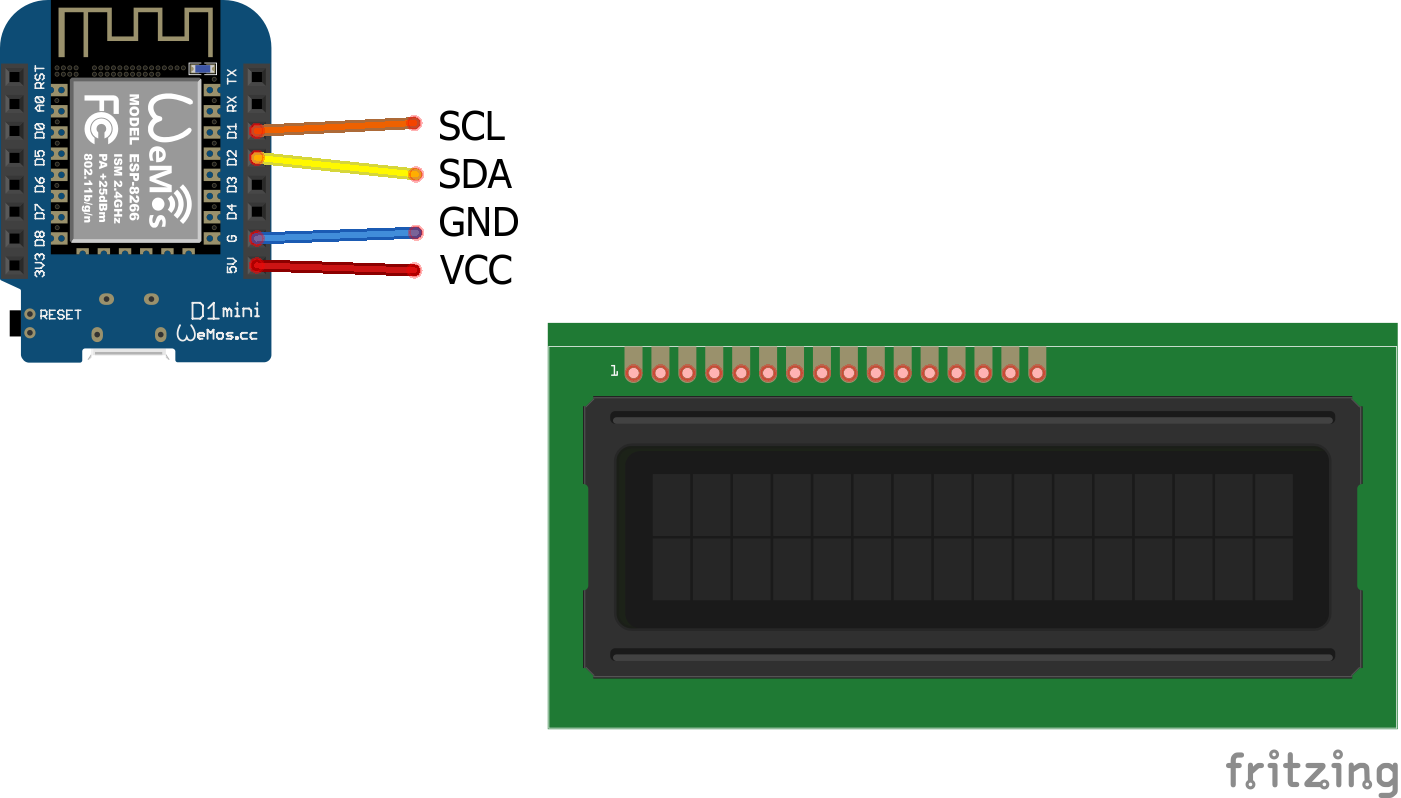 RST
A0
D0
D5
D6
D7
D8
3V3
TX
RX
D1
D2
D3
D4
G
5V
WeMos
MODEL ESP-8266
ISM 2.4GHz
PA +25dBm
802.11b/g/n
FC
SCL
SDA
GND
VCC
RESET
D1 mini
WeMos.cc
1
fritzing